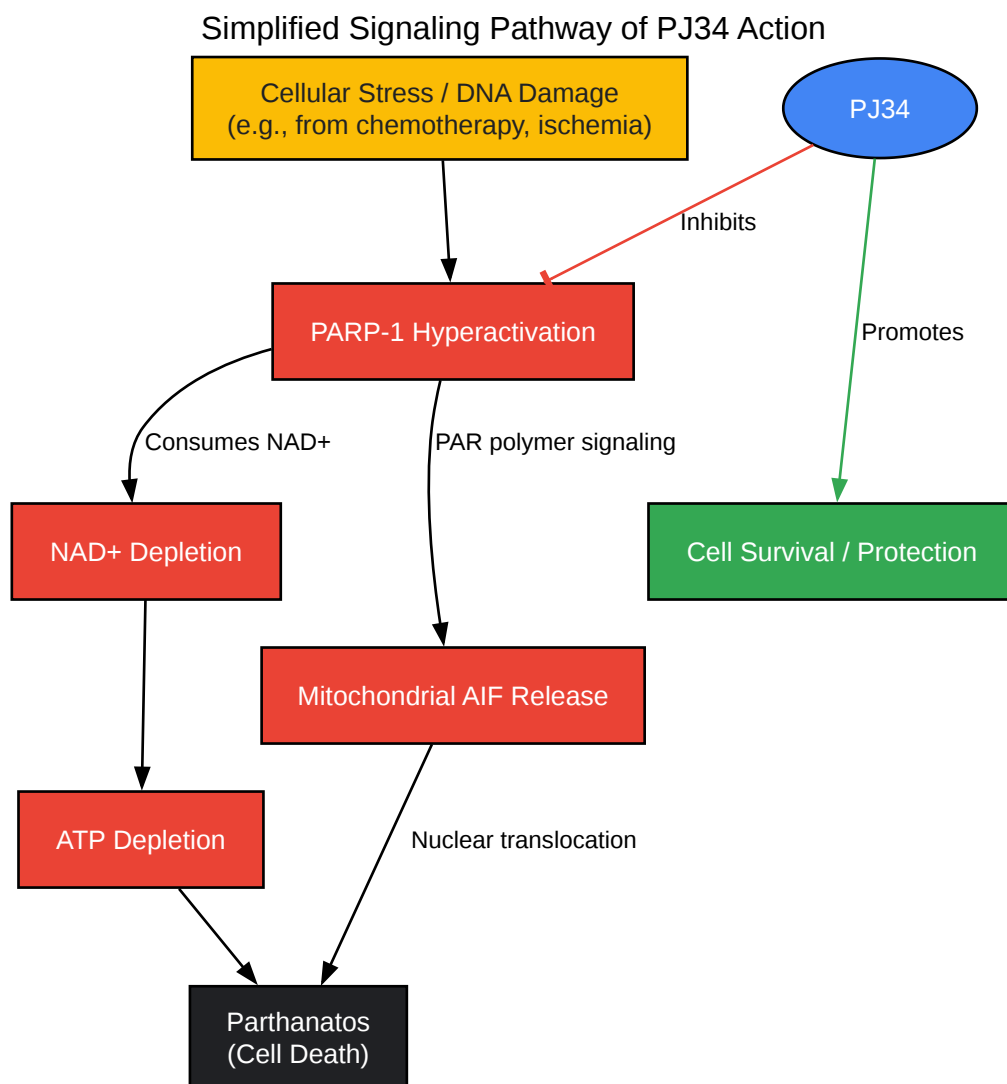 Simplified Signaling Pathway of PJ34 Action
Cellular Stress / DNA Damage
(e.g., from chemotherapy, ischemia)
PJ34
Inhibits
PARP-1 Hyperactivation
Promotes
Consumes NAD+
PAR polymer signaling
NAD+ Depletion
Cell Survival / Protection
Mitochondrial AIF Release
ATP Depletion
Nuclear translocation
Parthanatos
(Cell Death)